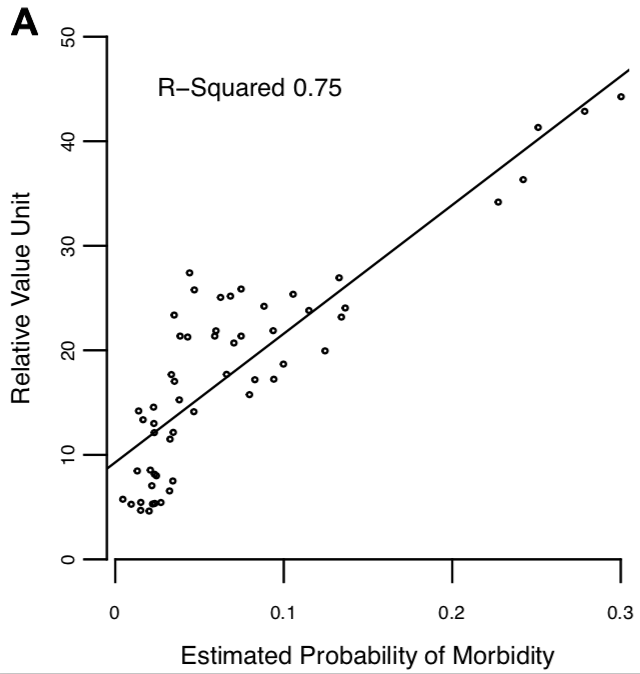 A
R−Squared 0.75
Relative Value Unit
50
40
30
20
10
0
0 0.1 0.2 0.3
Estimated Probability of Morbidity